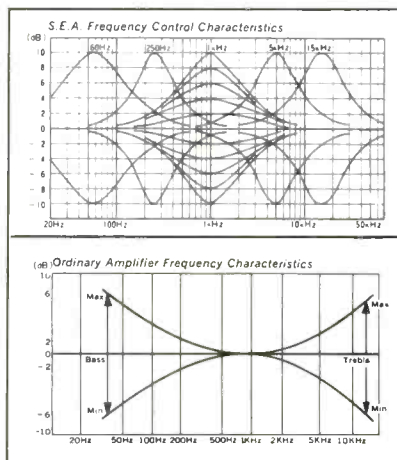 S.E.A. Frequency Control Characteristics
(dB)
60Hz 250Hz 1KHz 5KHz 15KHz
10
8
6
4
2
0
-2
-4
-6
-8
-10
20Hz 100Hz 1KHz 10KHz 50KHz
(dB) Ordinary Amplifier Frequency Characteristics
10
6
Max Max
2
0
Bass Treble
-2
Min Min
-6
-10
20Hz 50Hz 100Hz 200Hz 500Hz 1KHz 2KHz 5KHz 10KHz